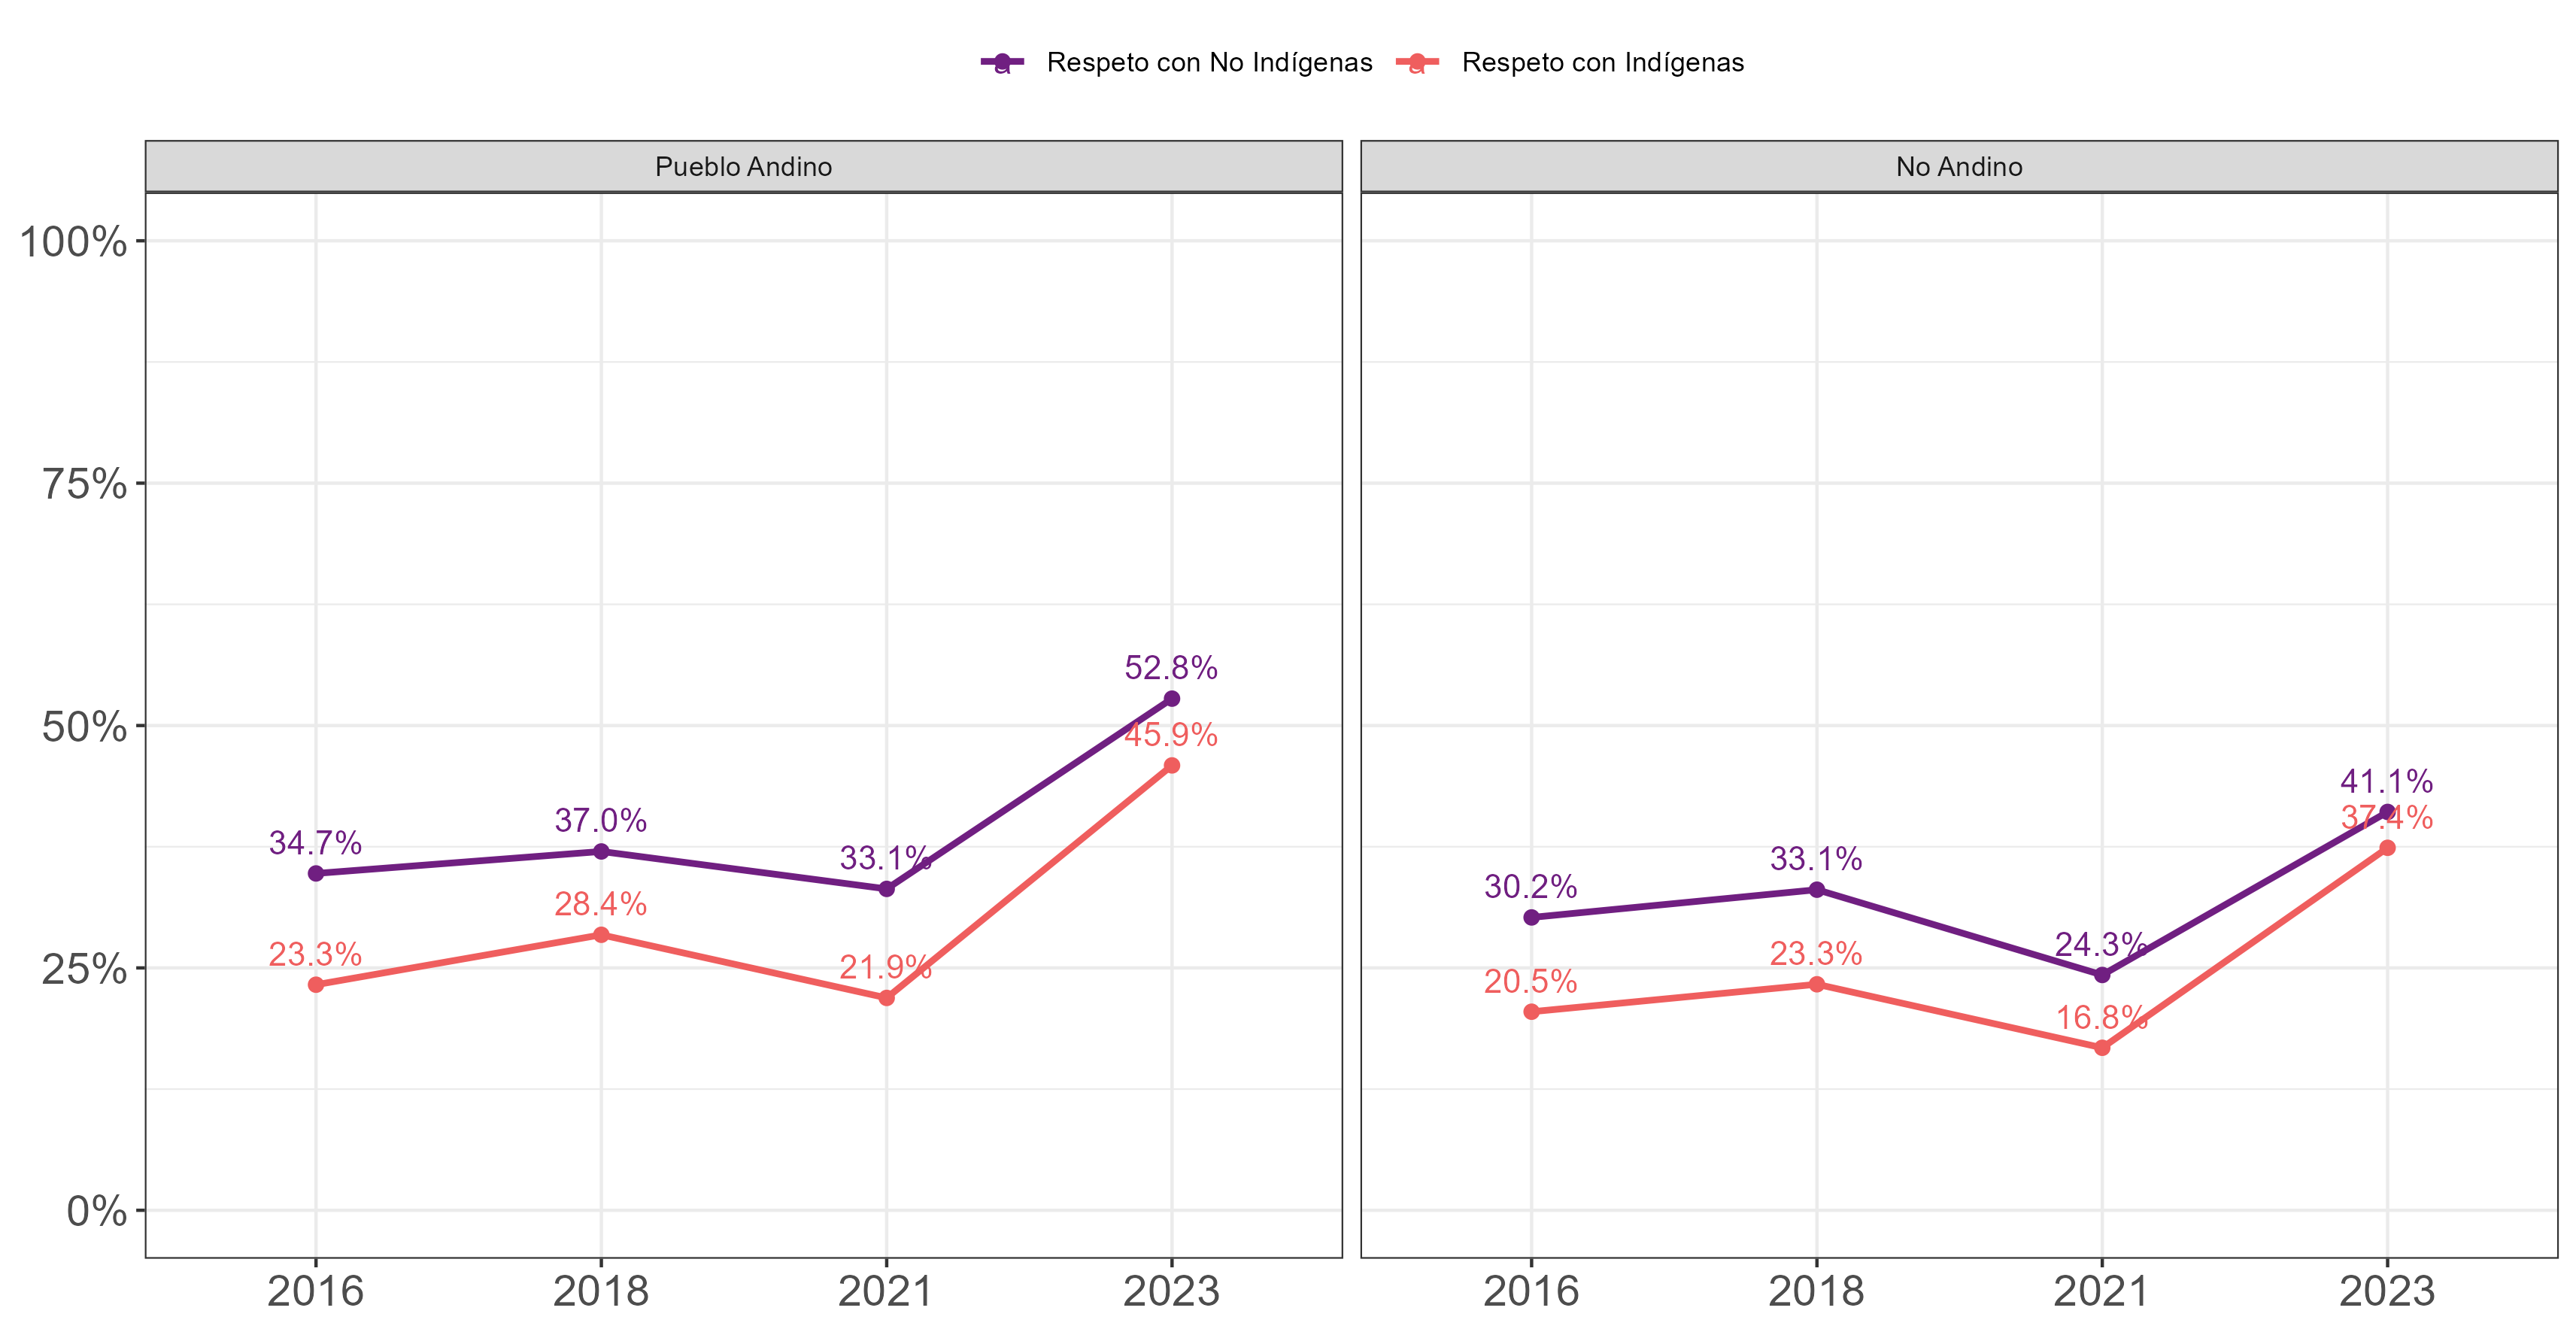 a Respeto con No Indígenas a Respeto con Indígenas
Pueblo Andino No Andino
100%
75%
50%
25%
0%
34.7% 37.0% 33.1% 52.8%
23.3% 28.4% 21.9% 45.9%
30.2% 33.1% 24.3% 41.1%
20.5% 23.3% 16.8% 37.4%
2016 2018 2021 2023 2016 2018 2021 2023